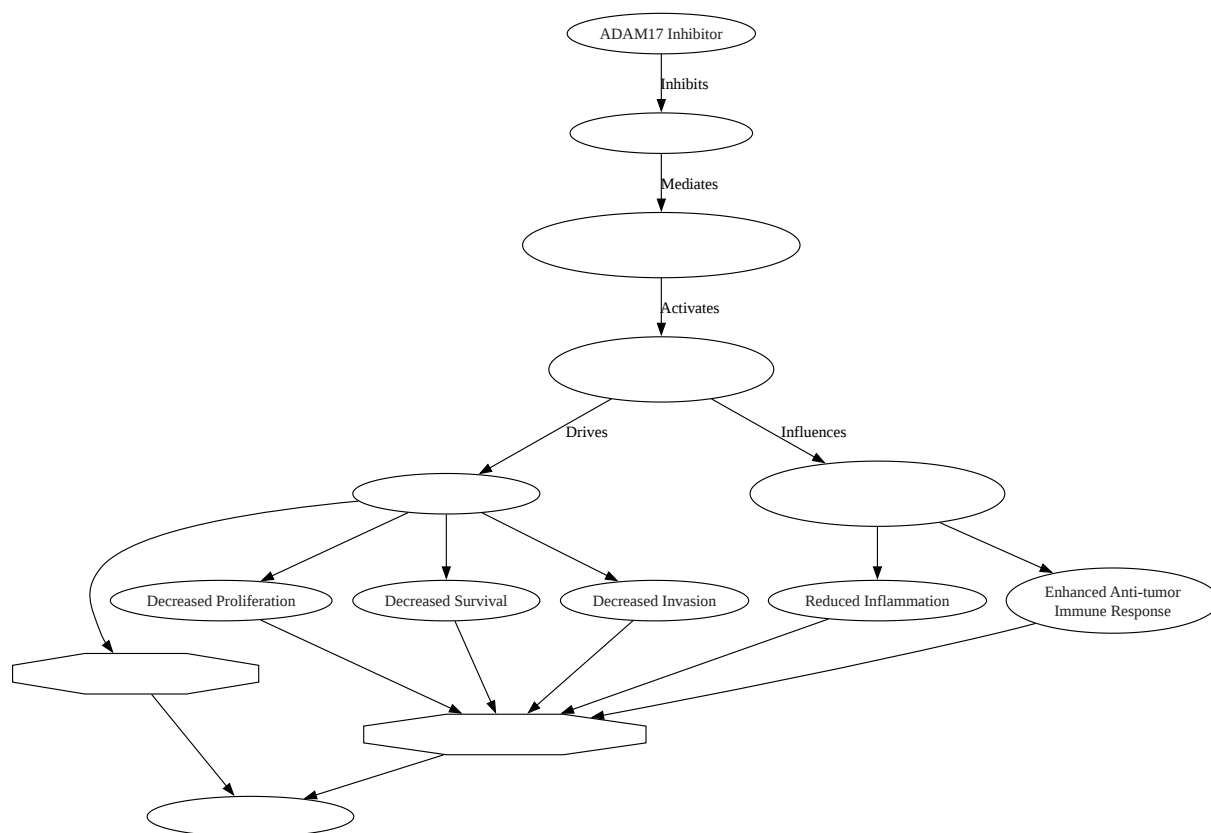 ADAM17 Inhibitor
Inhibits
Mediates
Activates
Drives
Influences
Decreased Proliferation
Decreased Survival
Decreased Invasion
Reduced Inflammation
Enhanced Anti-tumor
Immune Response